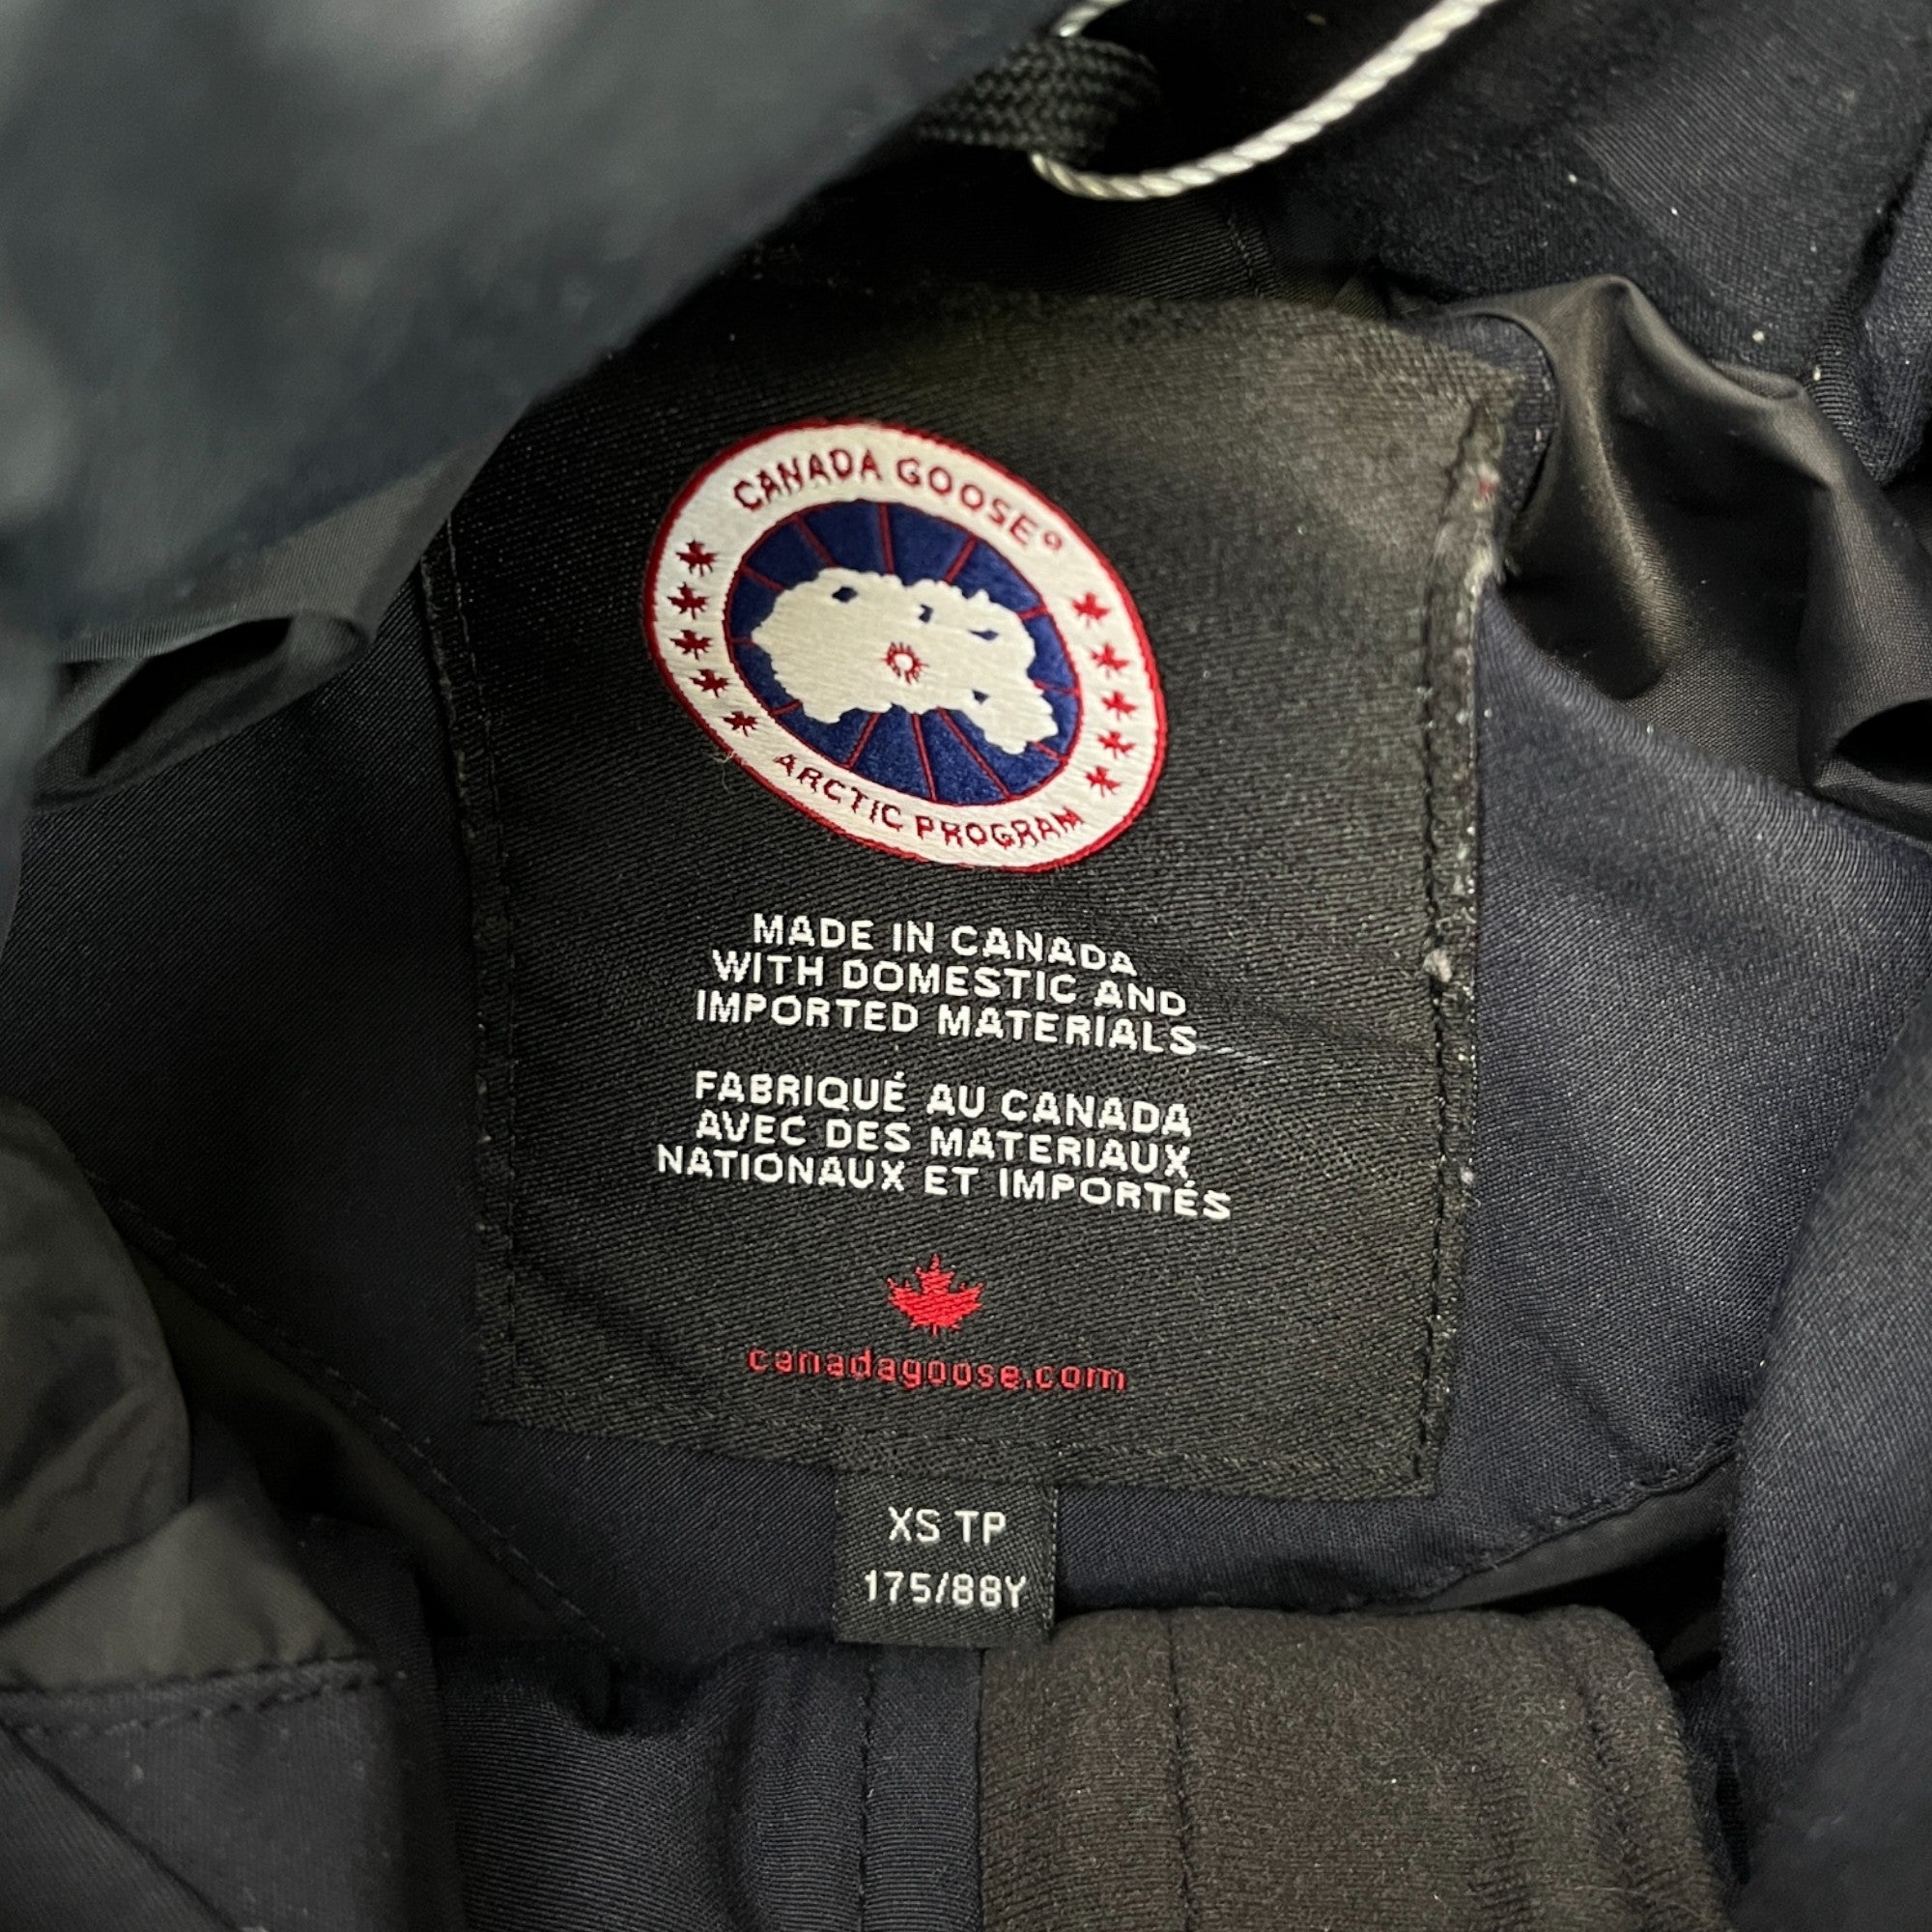 CANADA GOOSE®
ARCTIC PROGRAM
MADE IN CANADA
WITH DOMESTIC AND
IMPORTED MATERIALS
FABRIQUÉ AU CANADA
AVEC DES MATERIAUX
NATIONAUX ET IMPORTÉS
canadagoose.com
XS TP
175/88Y